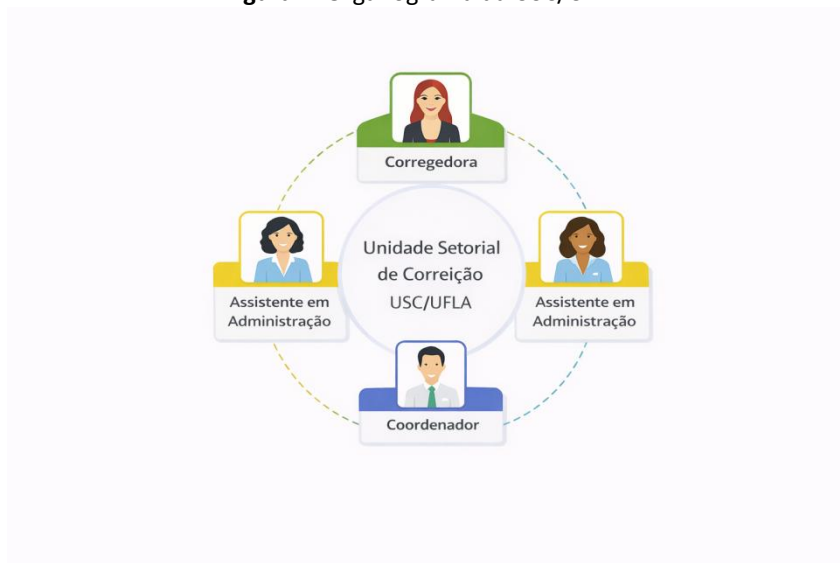 Corregedora
Unidade Setorial
de Correição
USC/UFLA
Assistente em
Administração
Assistente em
Administração
Coordenador